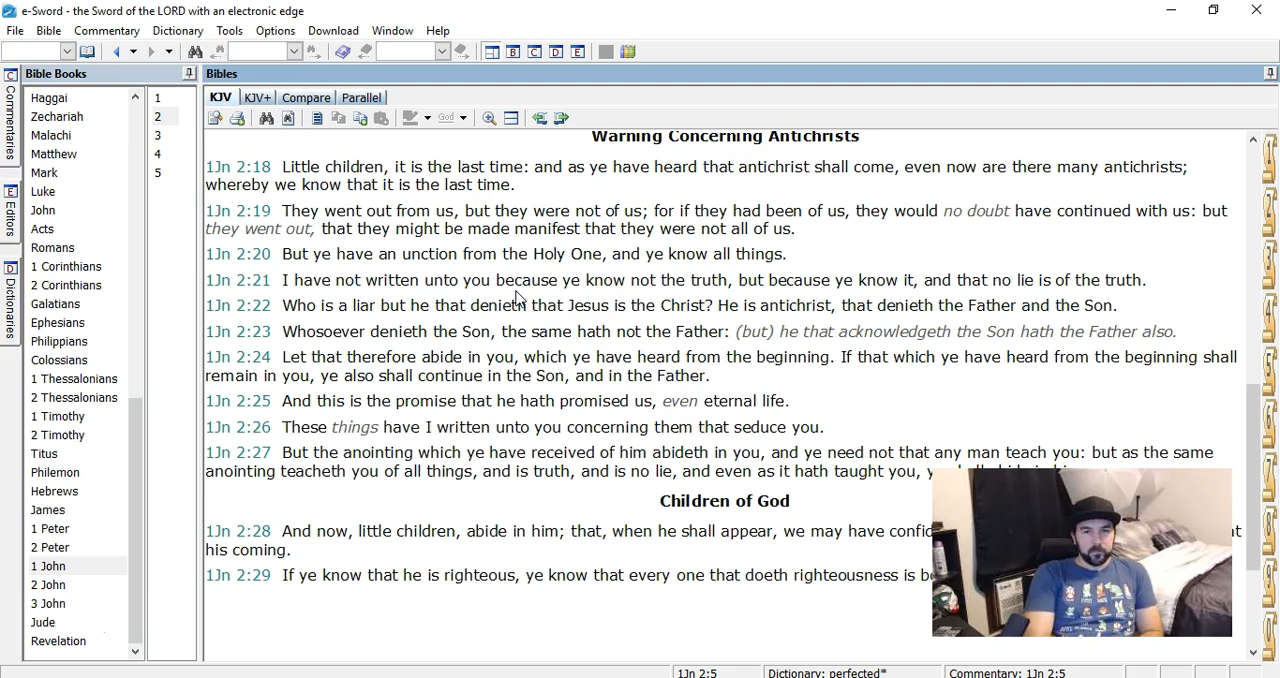 e-Sword - the Sword of the LORD with an electronic edge
File Bible Commentary Dictionary Tools Options Download Window Help
B C D E
C Commentaries
E Editors
D Dictionaries
Bible Books
Haggai
Zechariah
Malachi
Matthew
Mark
Luke
John
Acts
Romans
1 Corinthians
2 Corinthians
Galatians
Ephesians
Philippians
Colossians
1 Thessalonians
2 Thessalonians
1 Timothy
2 Timothy
Titus
Philemon
Hebrews
James
1 Peter
2 Peter
1 John
2 John
3 John
Jude
Revelation
1
2
3
4
5
Bibles
KJV KJV+ Compare Parallel
God
Warning Concerning Antichrists
1Jn 2:18 Little children, it is the last time: and as ye have heard that antichrist shall come, even now are there many antichrists;
whereby we know that it is the last time.
1Jn 2:19 They went out from us, but they were not of us; for if they had been of us, they would no doubt have continued with us: but
they went out, that they might be made manifest that they were not all of us.
1Jn 2:20 But ye have an unction from the Holy One, and ye know all things.
1Jn 2:21 I have not written unto you because ye know not the truth, but because ye know it, and that no lie is of the truth.
1Jn 2:22 Who is a liar but he that denieth that Jesus is the Christ? He is antichrist, that denieth the Father and the Son.
1Jn 2:23 Whosoever denieth the Son, the same hath not the Father: (but) he that acknowledgeth the Son hath the Father also.
1Jn 2:24 Let that therefore abide in you, which ye have heard from the beginning. If that which ye have heard from the beginning shall
remain in you, ye also shall continue in the Son, and in the Father.
1Jn 2:25 And this is the promise that he hath promised us, even eternal life.
1Jn 2:26 These things have I written unto you concerning them that seduce you.
1Jn 2:27 But the anointing which ye have received of him abideth in you, and ye need not that any man teach you: but as the same
anointing teacheth you of all things, and is truth, and is no lie, and even as it hath taught you,
Children of God
1Jn 2:28 And now, little children, abide in him; that, when he shall appear, we may have
his coming.
1Jn 2:29 If ye know that he is righteous, ye know that every one that doeth righteousness is
1Jn 2:5 Dictionary: perfected* Commentary: 1Jn 2:5